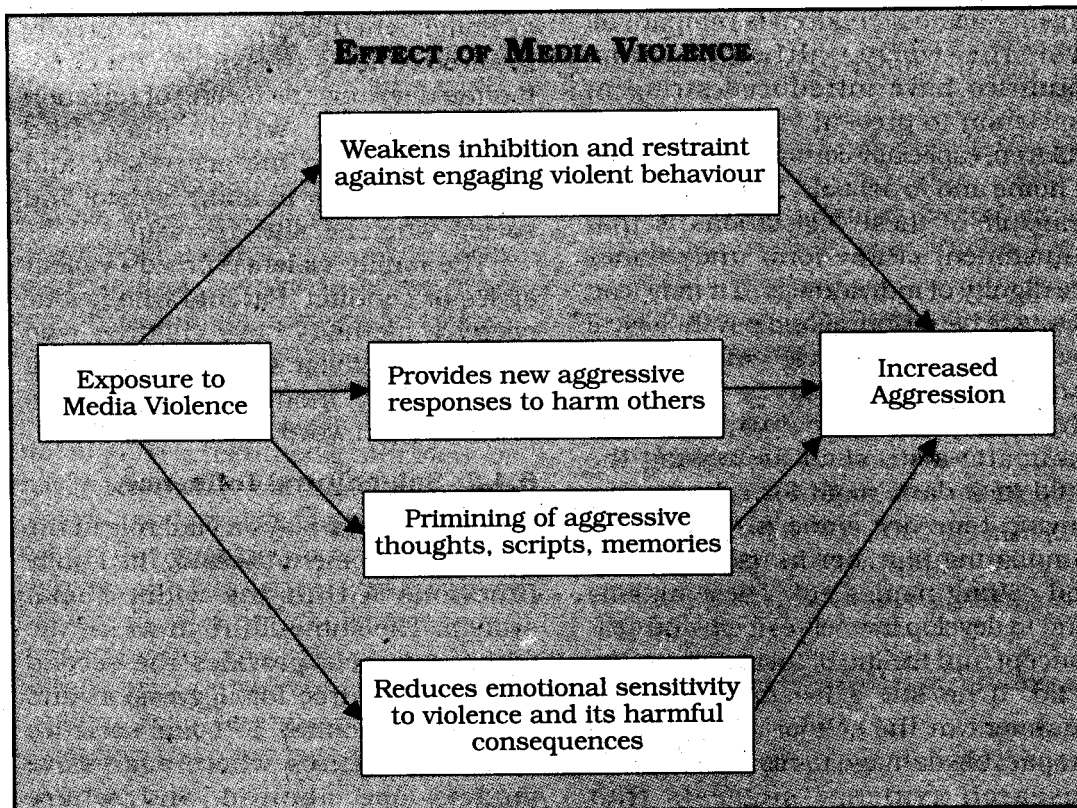 EFFECT OF MEDIA VIOLENCE
Weakens inhibition and restraint
against engaging violent behaviour
Exposure to
Media Violence
Provides new aggressive
responses to harm others
Increased
Aggression
Primining of aggressive
thoughts, scripts, memories
Reduces emotional sensitivity
to violence and its harmful
consequences